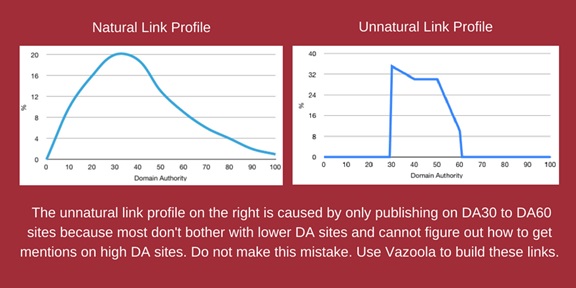 Natural Link Profile
Unnatural Link Profile
20
16
12
8
4
0
%
0 10 20 30 40 50 60 70 80 90 100
Domain Authority
40
32
24
16
8
0
%
0 10 20 30 40 50 60 70 80 90 100
Domain Authority
The unnatural link profile on the right is caused by only publishing on DA30 to DA60
sites because most don't bother with lower DA sites and cannot figure out how to get
mentions on high DA sites. Do not make this mistake. Use Vazoola to build these links.